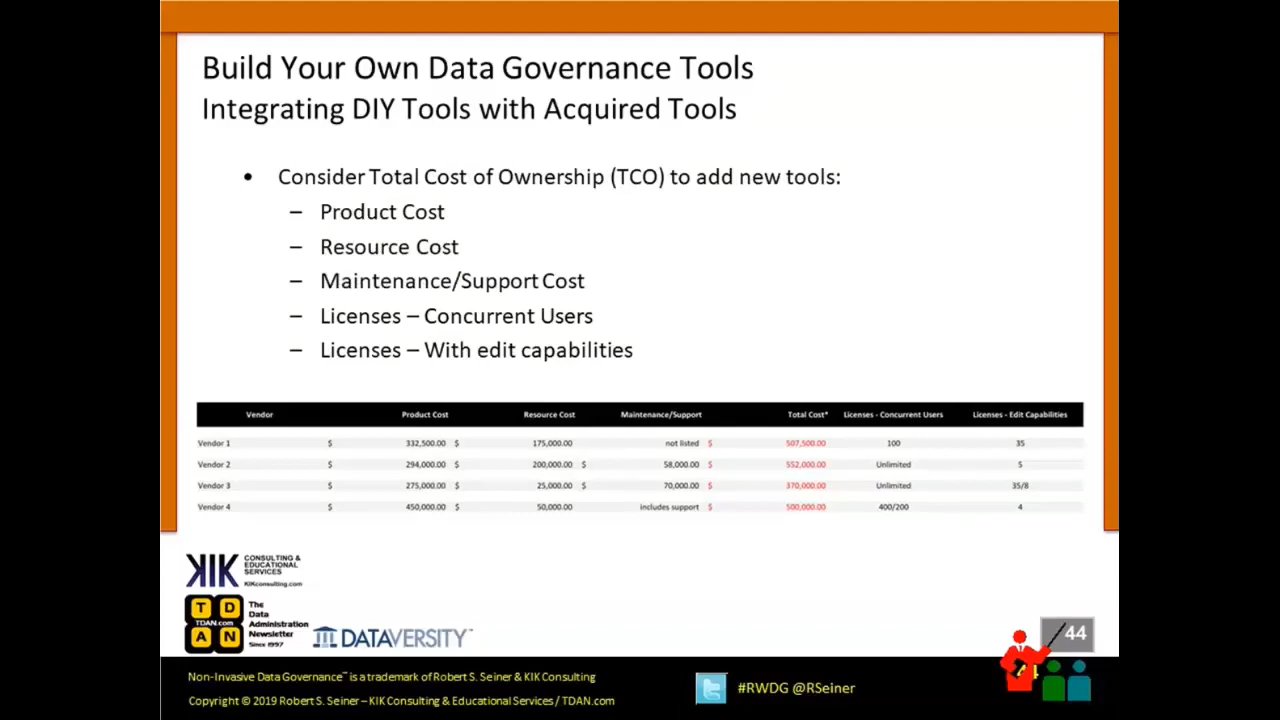 Build Your Own Data Governance Tools
Integrating DIY Tools with Acquired Tools
• Consider Total Cost of Ownership (TCO) to add new tools:
– Product Cost
– Resource Cost
– Maintenance/Support Cost
– Licenses – Concurrent Users
– Licenses – With edit capabilities
Vendor Product Cost Resource Cost Maintenance/Support Total Cost* Licenses - Concurrent Users Licenses - Edit Capabilities
Vendor 1 $ 332,500.00 $ 175,000.00 not listed $ 507,500.00 100 35
Vendor 2 $ 294,000.00 $ 200,000.00 $ 58,000.00 $ 552,000.00 Unlimited 5
Vendor 3 $ 275,000.00 $ 25,000.00 $ 70,000.00 $ 370,000.00 Unlimited 35/8
Vendor 4 $ 450,000.00 $ 50,000.00 includes support $ 500,000.00 400/200 4
KIK CONSULTING &
EDUCATIONAL
SERVICES
KIKconsulting.com
T D
TDAN.com
A N
The
Data
Administration
Newsletter
Since 1997
DATAVERSITY™
44
Non-Invasive Data Governance™ is a trademark of Robert S. Seiner & KIK Consulting
Copyright © 2019 Robert S. Seiner – KIK Consulting & Educational Services / TDAN.com
#RWDG @RSeiner